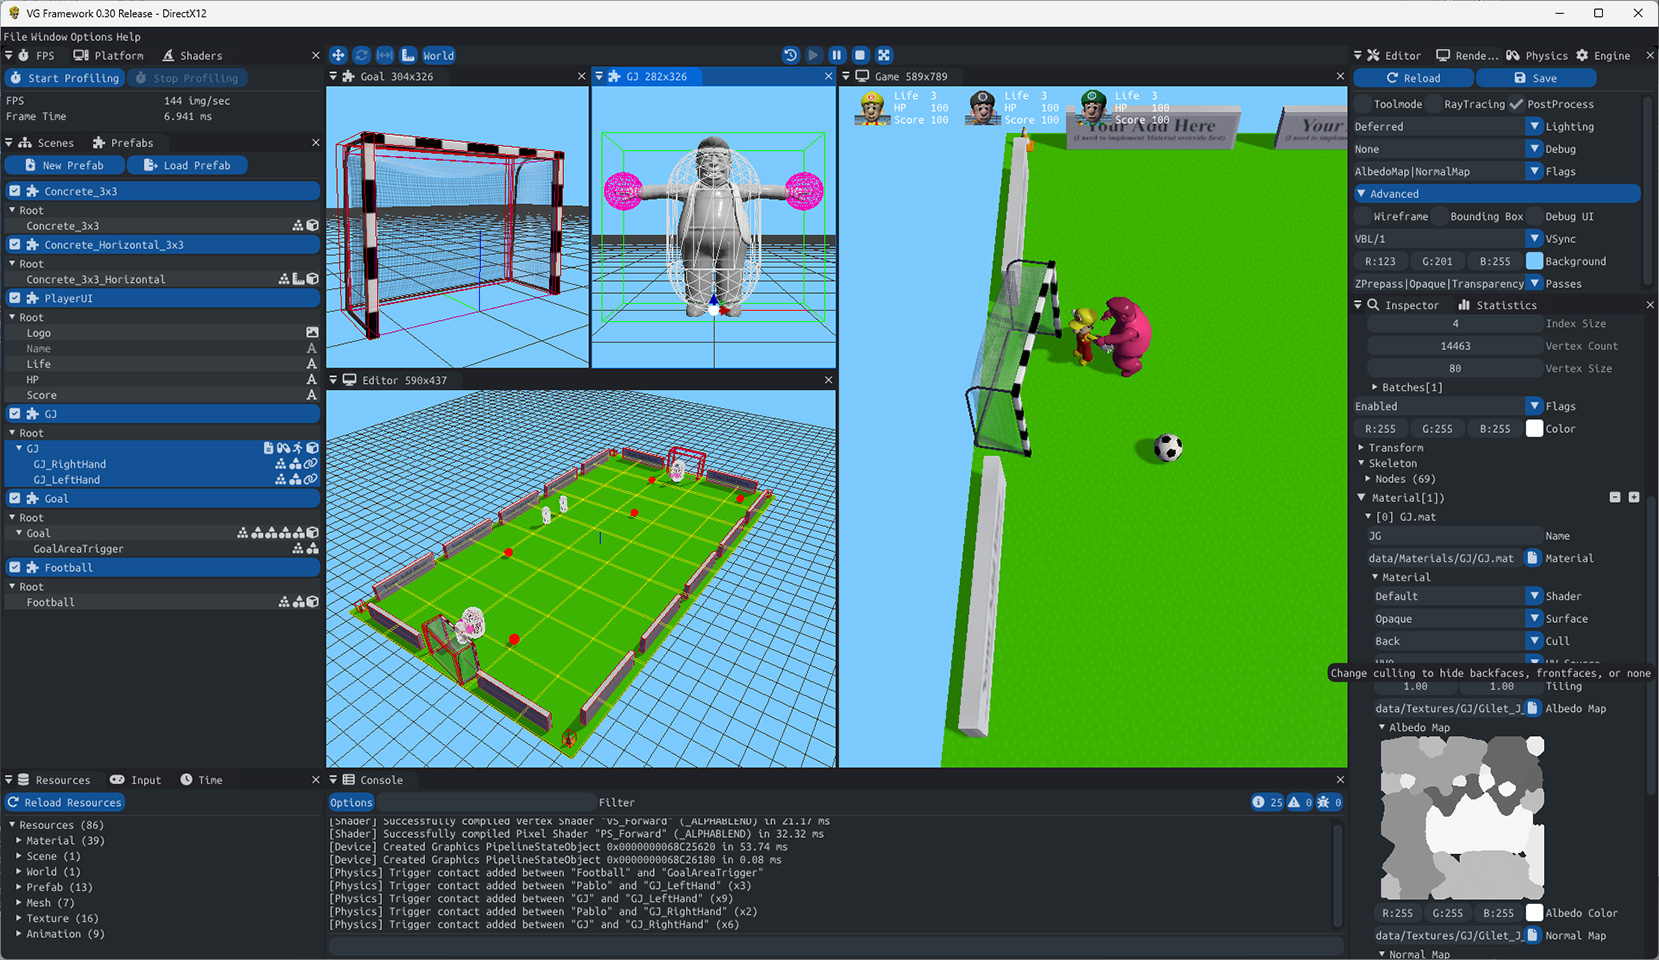 VG Framework 0.30 Release - DirectX12
File Window Options Help
FPS Platform Shaders
Start Profiling Stop Profiling
FPS 144 img/sec
Frame Time 6.941 ms
Scenes Prefabs
New Prefab Load Prefab
Concrete_3x3
Root
Concrete_3x3
Concrete_Horizontal_3x3
Root
Concrete_3x3_Horizontal
PlayerUI
Root
Logo
Name
Life
HP
Score
GJ
Root
GJ
GJ_RightHand
GJ_LeftHand
Goal
Root
Goal
GoalAreaTrigger
Football
Root
Football
Resources Input Time
Reload Resources
Resources (86)
Material (39)
Scene (1)
World (1)
Prefab (13)
Mesh (7)
Texture (16)
Animation (9)
World
Goal 304x326
GJ 282x326
Editor 590x437
Game 589x789
Life 3
HP 100
Score 100
Life 3
HP 100
Score 100
Life 3
HP 100
Score 100
Your Add Here
(I need to implement Material override first)
Your
(I need to impl
Console
Options Filter 25 0 0
[Shader] Successfully compiled Vertex Shader "VS_Forward" (_ALPHABLEND) in 21.17 ms
[Shader] Successfully compiled Pixel Shader "PS_Forward" (_ALPHABLEND) in 32.32 ms
[Device] Created Graphics PipelineStateObject 0x0000000068C25620 in 53.74 ms
[Device] Created Graphics PipelineStateObject 0x0000000068C26180 in 0.08 ms
[Physics] Trigger contact added between "Football" and "GoalAreaTrigger"
[Physics] Trigger contact added between "Pablo" and "GJ_LeftHand" (x3)
[Physics] Trigger contact added between "GJ" and "GJ_LeftHand" (x9)
[Physics] Trigger contact added between "Pablo" and "GJ_RightHand" (x2)
[Physics] Trigger contact added between "GJ" and "GJ_RightHand" (x6)
Editor Rende... Physics Engine
Reload Save
Toolmode RayTracing PostProcess
Deferred Lighting
None Debug
AlbedoMap|NormalMap Flags
Advanced
Wireframe Bounding Box Debug UI
VBL/1 VSync
R:123 G:201 B:255 Background
ZPrepass|Opaque|Transparency Passes
Inspector Statistics
4 Index Size
14463 Vertex Count
80 Vertex Size
Batches[1]
Enabled Flags
R:255 G:255 B:255 Color
Transform
Skeleton
Nodes (69)
Material[1])
[0] GJ.mat
JG Name
data/Materials/GJ/GJ.mat Material
Material
Default Shader
Opaque Surface
Back Cull
Change culling to hide backfaces, frontfaces, or none
1.00 1.00 Tiling
data/Textures/GJ/Gilet_J Albedo Map
Albedo Map
R:255 G:255 B:255 Albedo Color
data/Textures/GJ/Gilet_J Normal Map
Normal Map